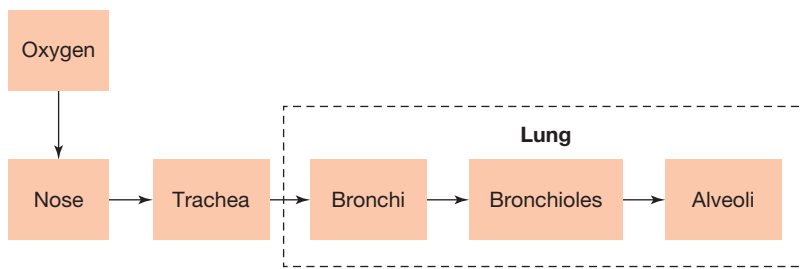 Oxygen
Lung
Nose
Trachea
Bronchi
Bronchioles
Alveoli